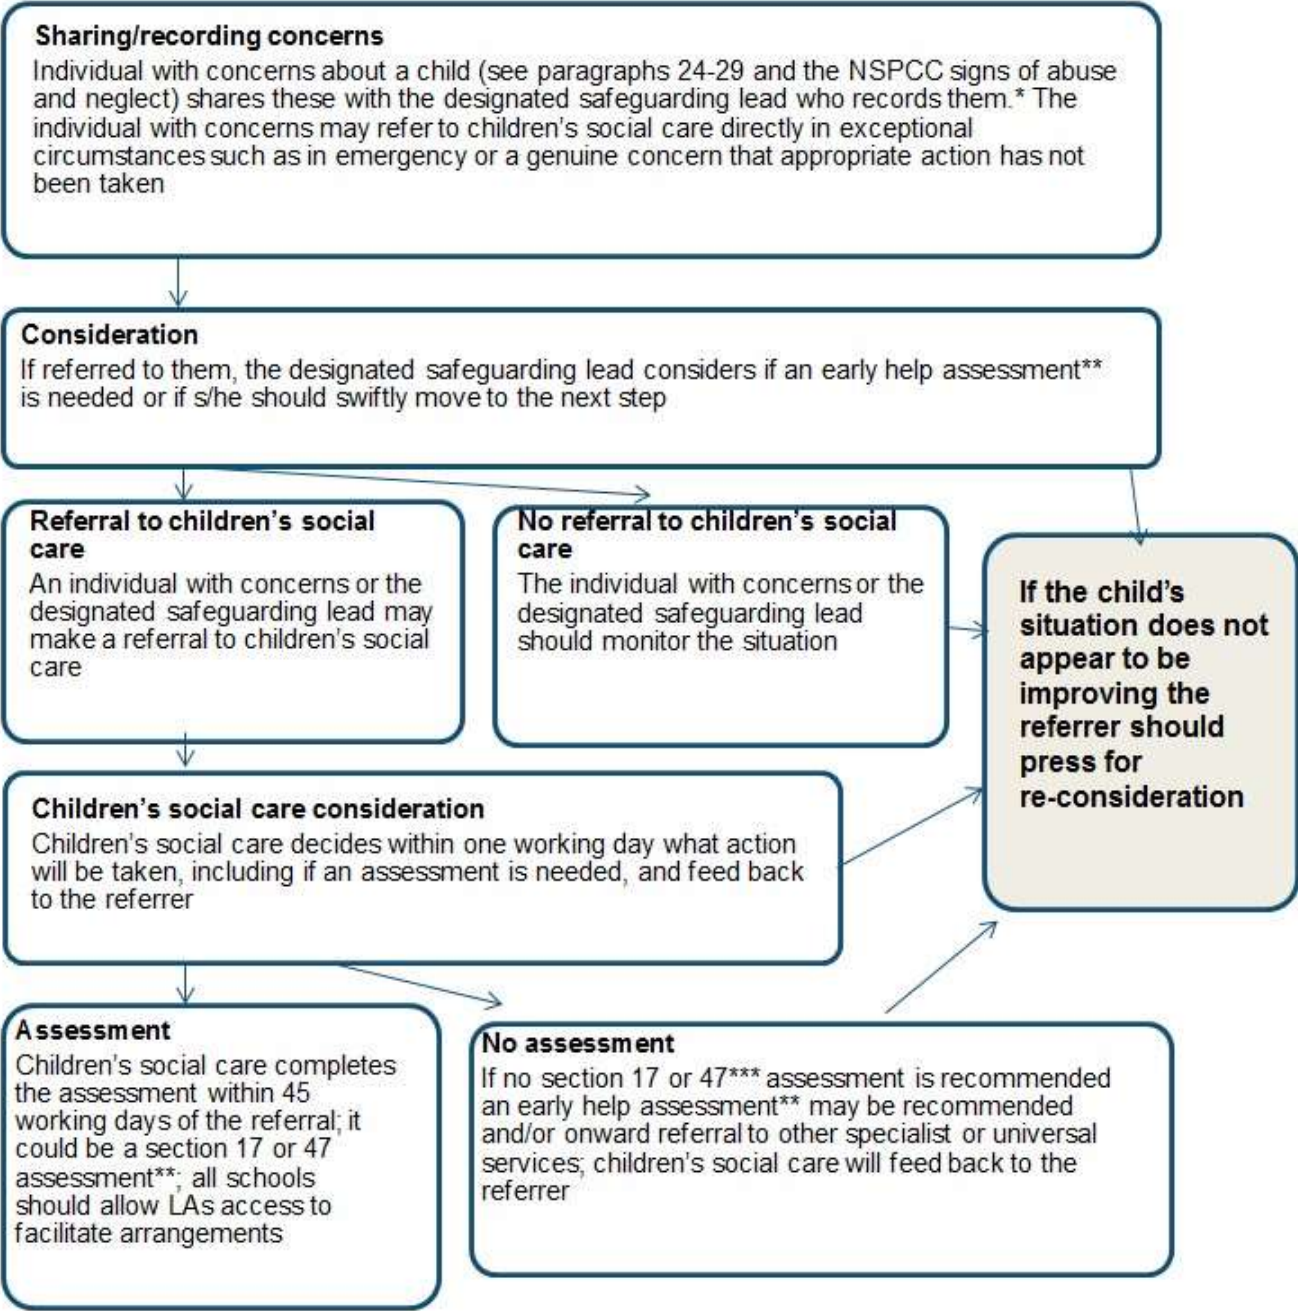 Sharing/recording concerns
Individual with concerns about a child (see paragraphs 24-29 and the NSPCC signs of abuse
and neglect) shares these with the designated safeguarding lead who records them.* The
individual with concerns may refer to children's social care directly in exceptional
circumstances such as in emergency or a genuine concern that appropriate action has not
been taken
Consideration
If referred to them, the designated safeguarding lead considers if an early help assessment**
is needed or if s/he should swiftly move to the next step
Referral to children's social
care
An individual with concerns or the
designated safeguarding lead may
make a referral to children's social
care
No referral to children's social
care
The individual with concerns or the
designated safeguarding lead
should monitor the situation
If the child's
situation does not
appear to be
improving the
referrer should
press for
re-consideration
Children's social care consideration
Children's social care decides within one working day what action
will be taken, including if an assessment is needed, and feed back
to the referrer
Assessment
Children's social care completes
the assessment within 45
working days of the referral; it
could be a section 17 or 47
assessment**; all schools
should allow LAs access to
facilitate arrangements
No assessment
If no section 17 or 47*** assessment is recommended
an early help assessment** may be recommended
and/or onward referral to other specialist or universal
services; children's social care will feed back to the
referrer